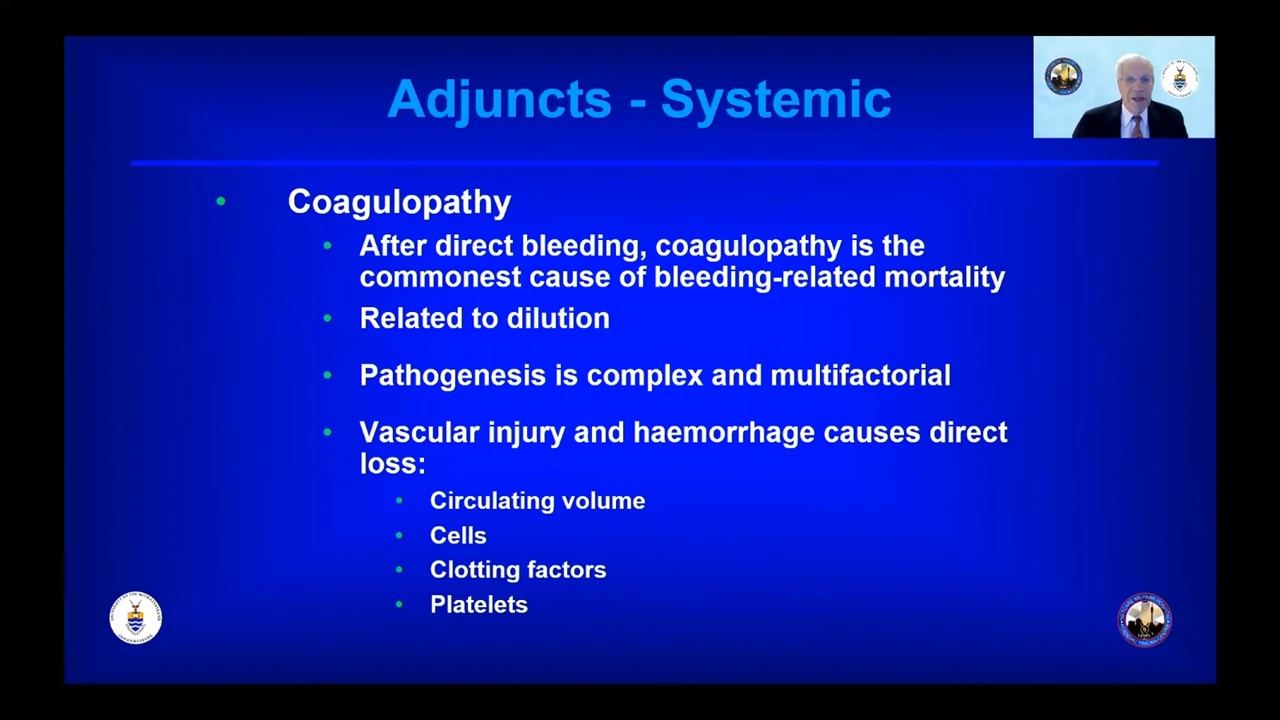 Adjuncts - Systemic
Coagulopathy
After direct bleeding, coagulopathy is the
commonest cause of bleeding-related mortality
Related to dilution
Pathogenesis is complex and multifactorial
Vascular injury and haemorrhage causes direct
loss:
Circulating volume
Cells
Clotting factors
Platelets